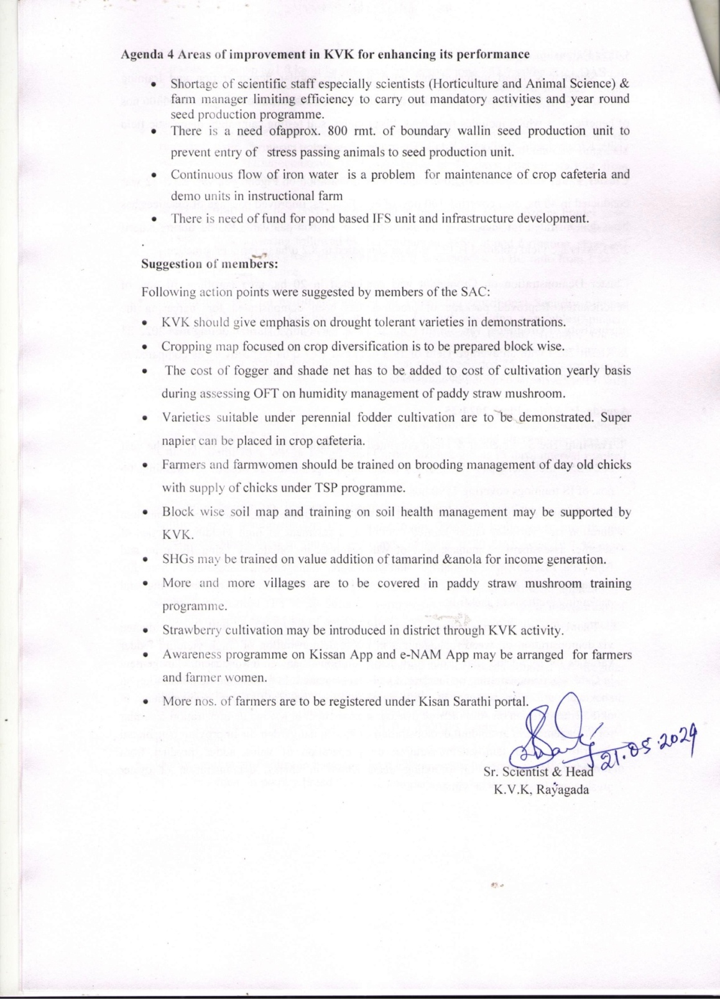 Agenda 4 Areas of improvement in KVK for enhancing its performance
• Shortage of scientific staff especially scientists (Horticulture and Animal Science) &
farm manager limiting efficiency to carry out mandatory activities and year round
seed production programme.
• There is a need ofapprox. 800 rmt. of boundary wallin seed production unit to
prevent entry of stress passing animals to seed production unit.
• Continuous flow of iron water is a problem for maintenance of crop cafeteria and
demo units in instructional farm
• There is need of fund for pond based IFS unit and infrastructure development.
.
Suggestion of members:
Following action points were suggested by members of the SAC:
• KVK should give emphasis on drought tolerant varieties in demonstrations.
• Cropping map focused on crop diversification is to be prepared block wise.
• The cost of fogger and shade net has to be added to cost of cultivation yearly basis
during assessing OFT on humidity management of paddy straw mushroom.
• Varieties suitable under perennial fodder cultivation are to be demonstrated. Super
napier can be placed in crop cafeteria.
• Farmers and farmwomen should be trained on brooding management of day old chicks
with supply of chicks under TSP programme.
• Block wise soil map and training on soil health management may be supported by
KVK.
• SHGs may be trained on value addition of tamarind &anola for income generation.
• More and more villages are to be covered in paddy straw mushroom training
programme.
• Strawberry cultivation may be introduced in district through KVK activity.
• Awareness programme on Kissan App and e-NAM App may be arranged for farmers
and farmer women.
• More nos. of farmers are to be registered under Kisan Sarathi portal.
21.05.2024
Sr. Scientist & Head
K.V.K, Rayagada